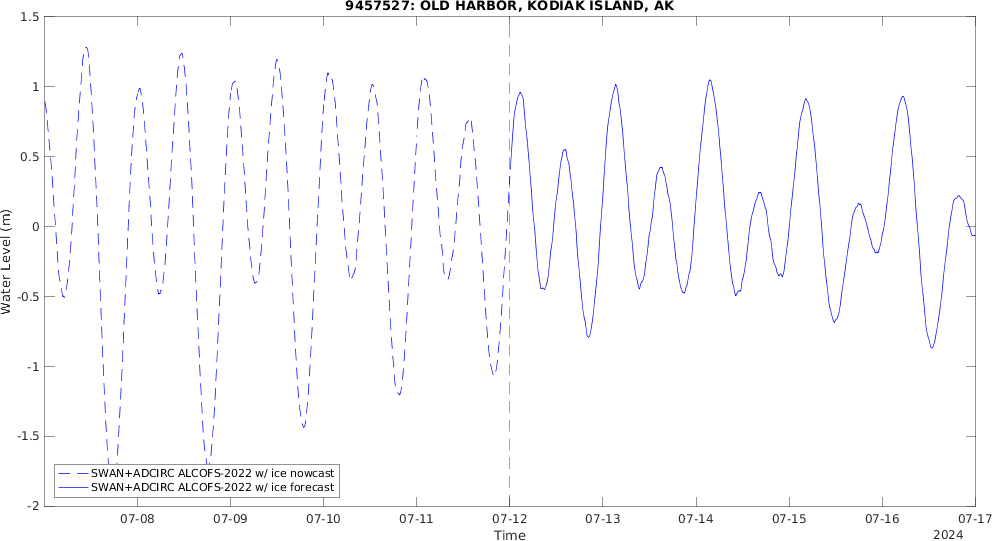 9457527: OLD HARBOR, KODIAK ISLAND, AK
1.5
1
0.5
0
-0.5
-1
-1.5
-2
Water Level (m)
SWAN+ADCIRC ALCOFS-2022 w/ ice nowcast
SWAN+ADCIRC ALCOFS-2022 w/ ice forecast
07-08 07-09 07-10 07-11 07-12 07-13 07-14 07-15 07-16 07-17
Time
2024